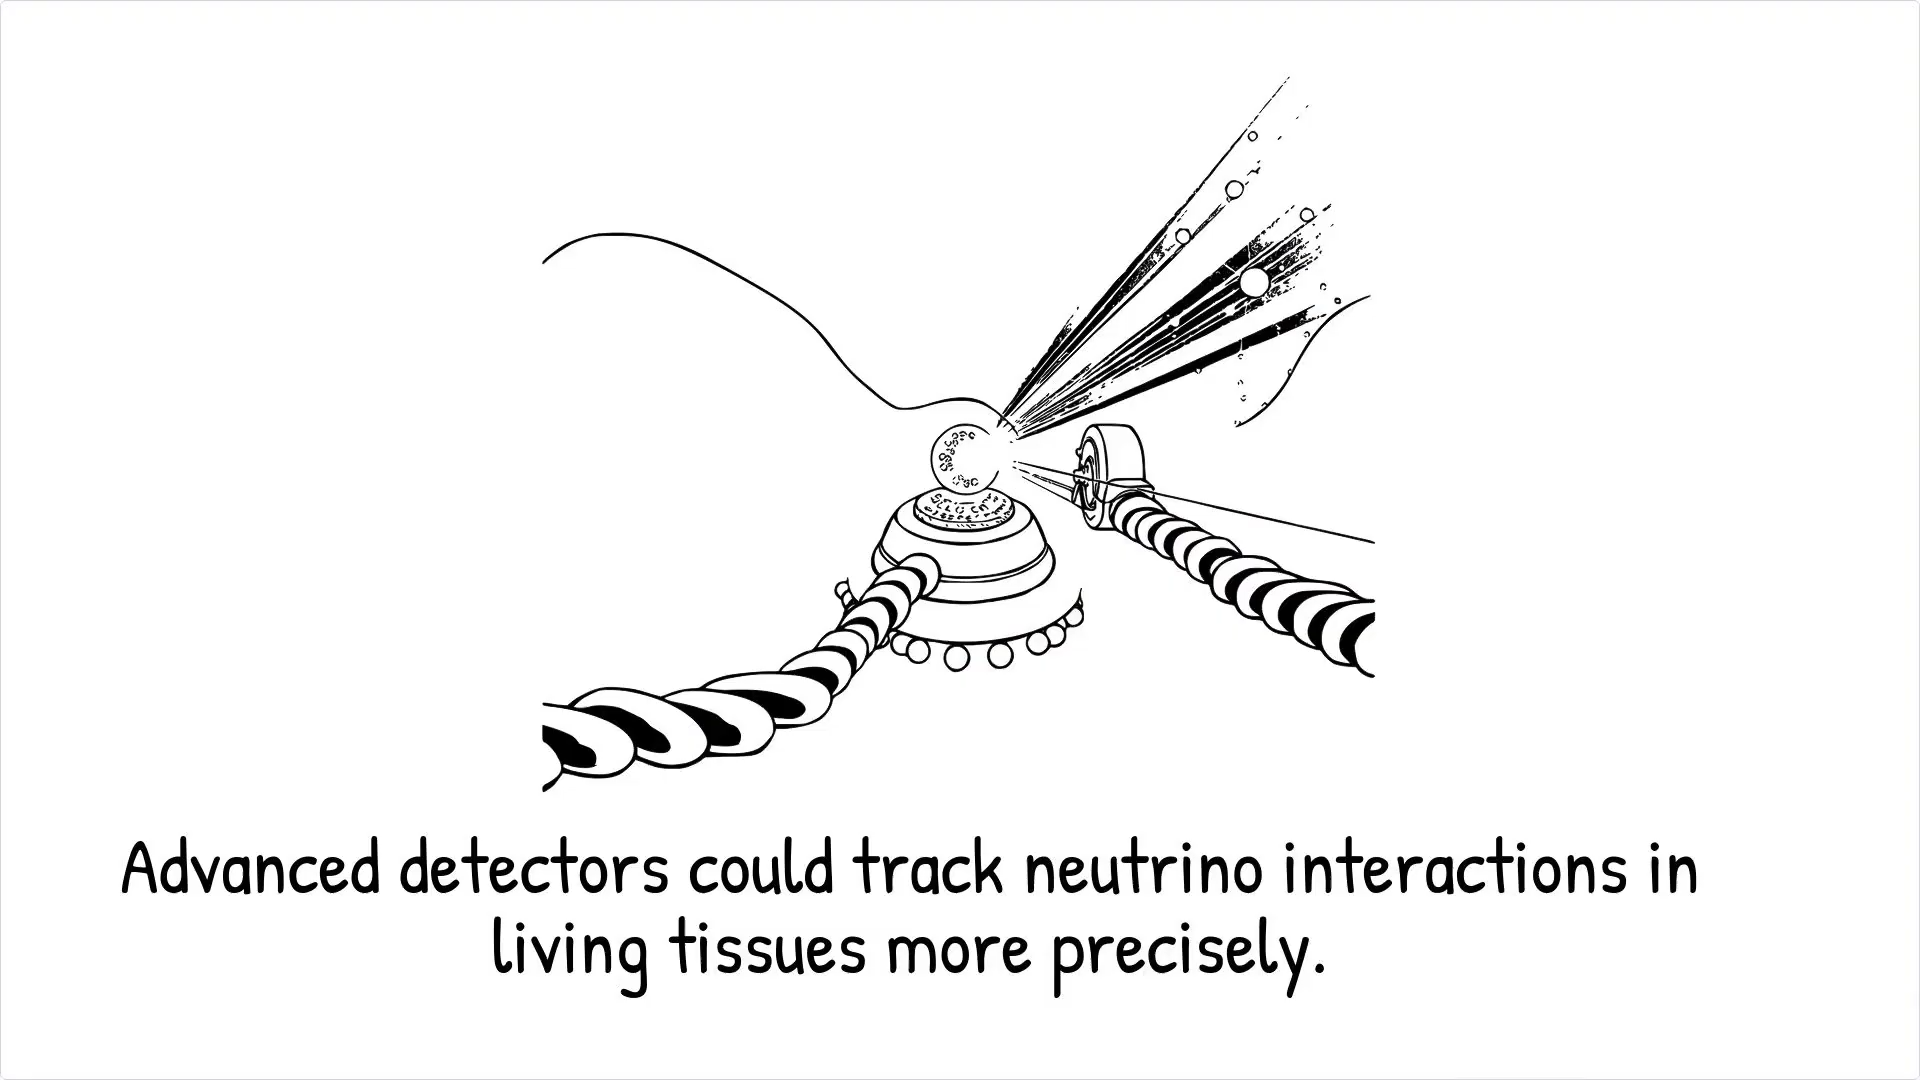 Advanced detectors could track neutrino interactions in
living tissues more precisely.